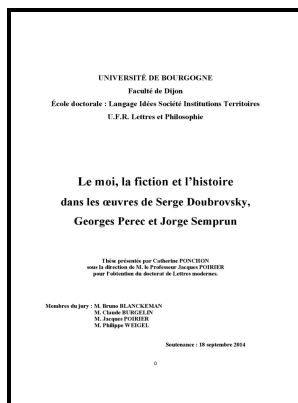 UNIVERSITÉ DE BOURGOGNE
Faculté de Dijon
École doctorale : Langage Idées Société Institutions Territoires
U.F.R. Lettres et Philosophie
Le moi, la fiction et l'histoire
dans les œuvres de Serge Doubrovsky,
Georges Perec et Jorge Semprun
Thèse présentée par Catherine PONCHON
sous la direction de M. le Professeur Jacques POIRIER
pour l'obtention du doctorat de Lettres modernes.
Membres du jury : M. Bruno BLANCKEMAN
M. Claude BURGELIN
M. Jacques POIRIER
M. Philippe WEIGEL
Soutenance : 18 septembre 2014
0